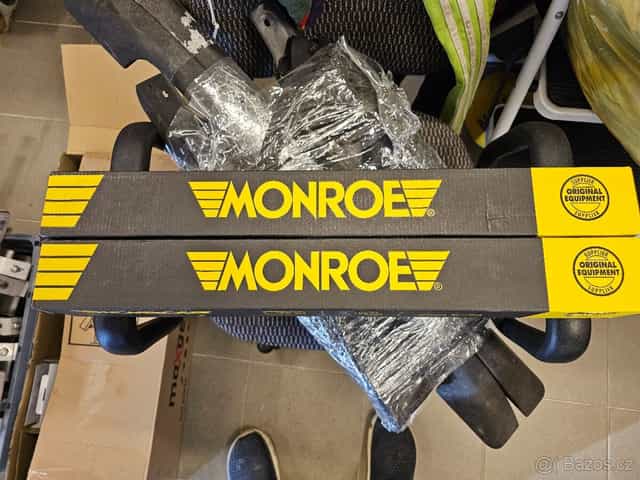 MONROE®
SUPPLIER
ORIGINAL
EQUIPMENT
SUPPLIER
MONROE®
SUPPLIER
ORIGINAL
EQUIPMENT
SUPPLIER
© Bazos.cz